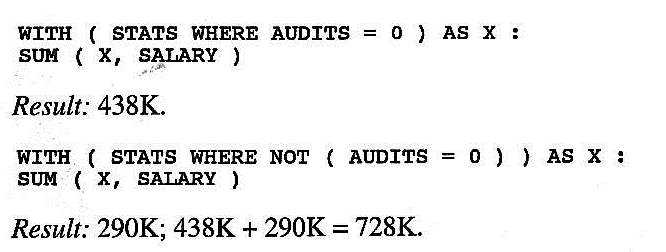 WITH ( STATS WHERE AUDITS = 0 ) AS X :
SUM ( X, SALARY )
Result: 438K.
WITH ( STATS WHERE NOT ( AUDITS = 0 ) ) AS X :
SUM ( X, SALARY )
Result: 290K; 438K + 290K = 728K.